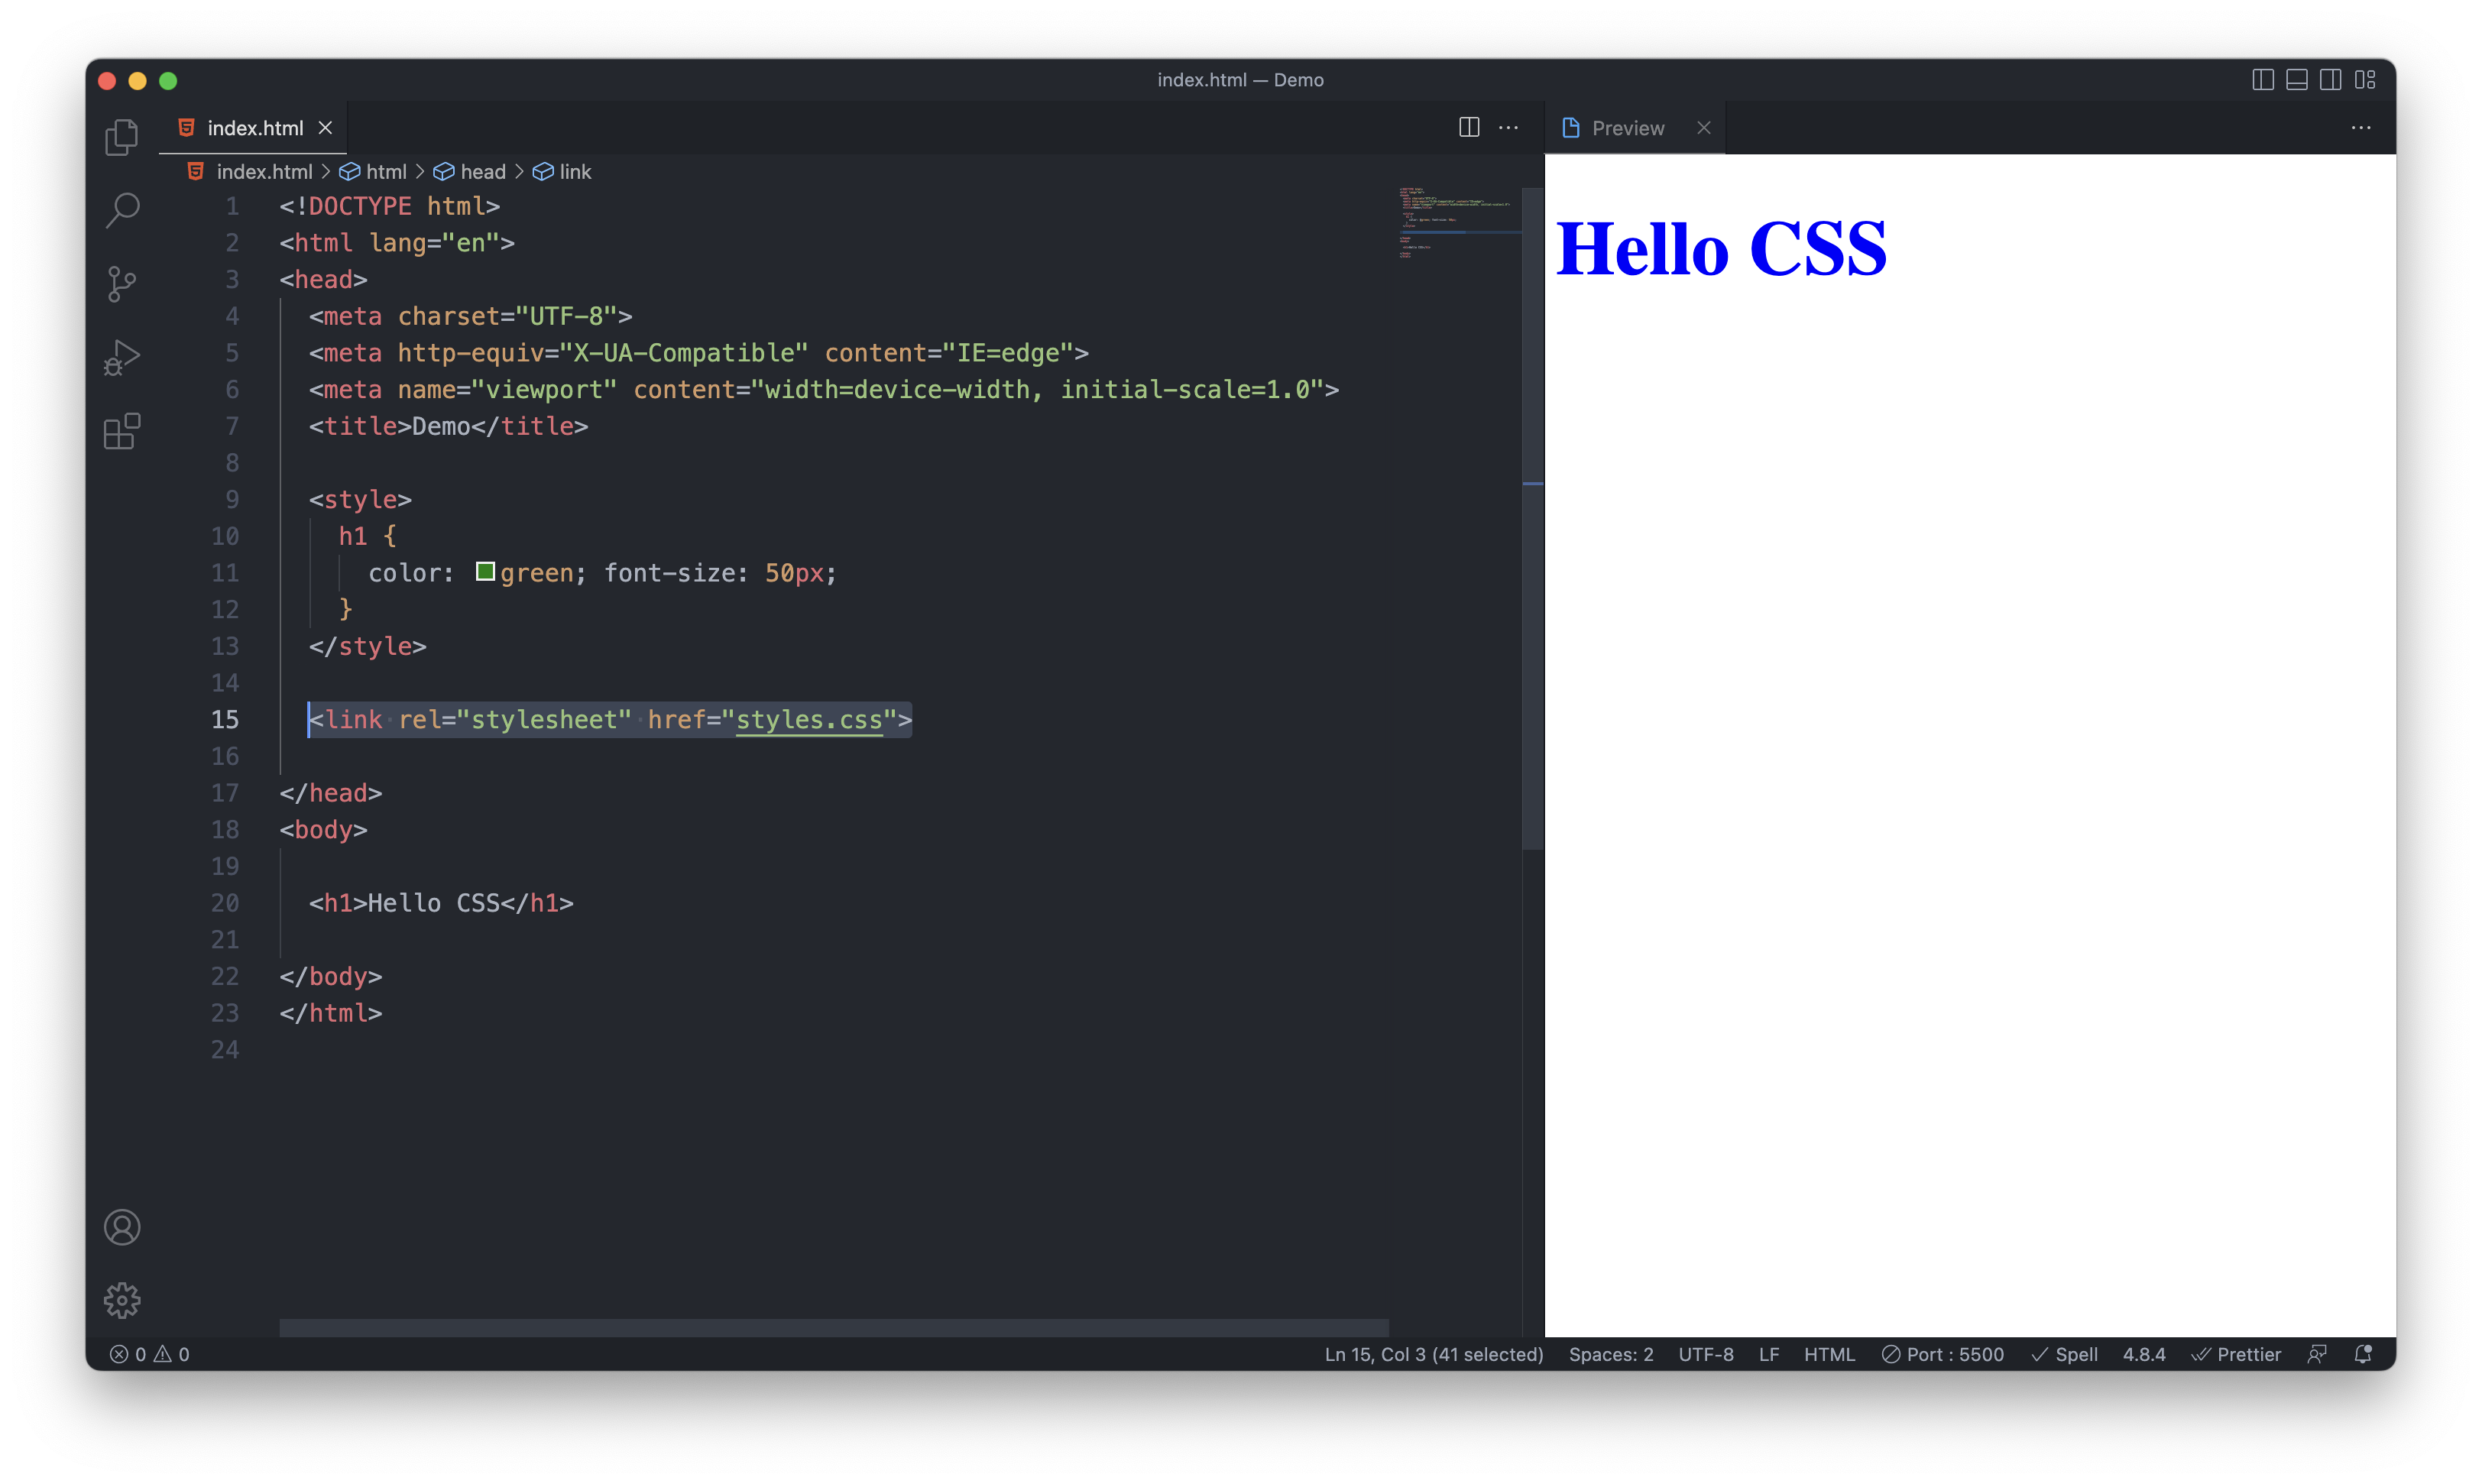 index.html — Demo
index.html
Preview
index.html > html > head > link
1 <!DOCTYPE html>
2 <html lang="en">
3 <head>
4 <meta charset="UTF-8">
5 <meta http-equiv="X-UA-Compatible" content="IE=edge">
6 <meta name="viewport" content="width=device-width, initial-scale=1.0">
7 <title>Demo</title>
8
9 <style>
10 h1 {
11 color: green; font-size: 50px;
12 }
13 </style>
14
15 <link rel="stylesheet" href="styles.css">
16
17 </head>
18 <body>
19
20 <h1>Hello CSS</h1>
21
22 </body>
23 </html>
24
Hello CSS
0 0 Ln 15, Col 3 (41 selected) Spaces: 2 UTF-8 LF HTML Port : 5500 Spell 4.8.4 Prettier